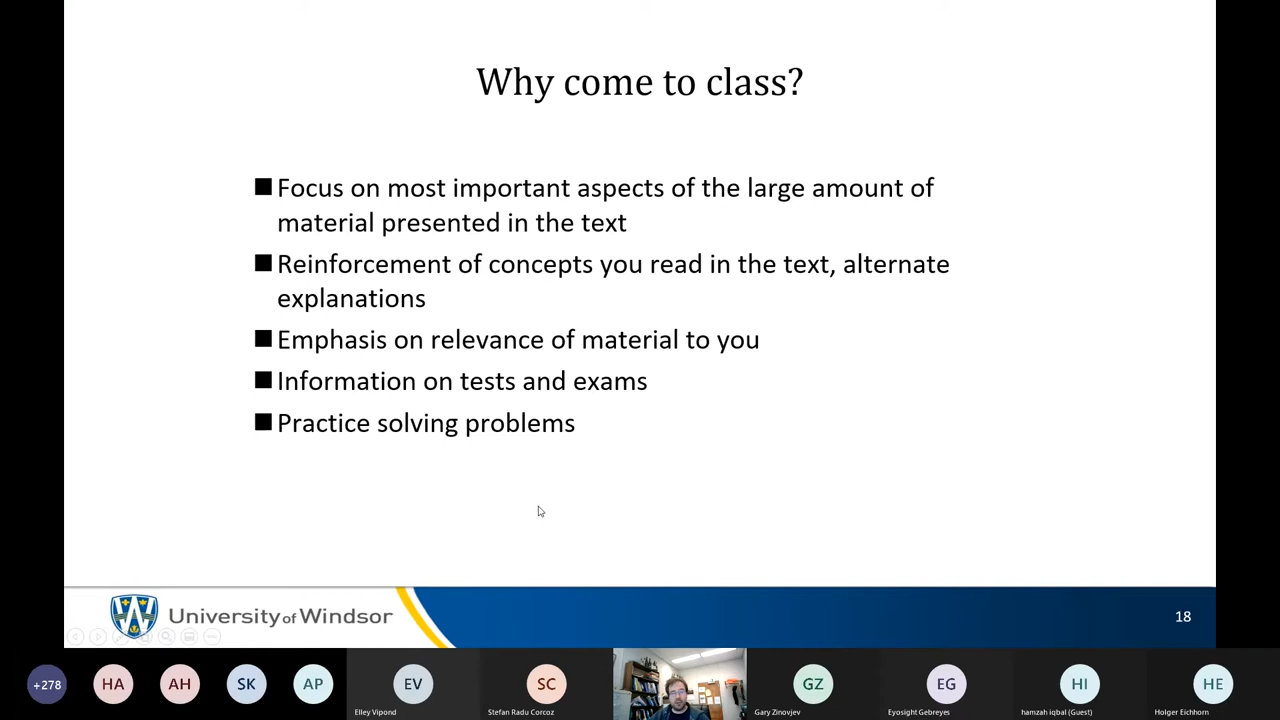 Why come to class?
Focus on most important aspects of the large amount of
material presented in the text
Reinforcement of concepts you read in the text, alternate
explanations
Emphasis on relevance of material to you
Information on tests and exams
Practice solving problems
University of Windsor
18
+278
HA
AH
SK
AP
EV
SC
GZ
EG
HI
HE
Elley Vipond
Stefan Radu Corcoz
Gary Zinovjev
Eyosight Gebreyes
hamzah iqbal (Guest)
Holger Eichhorn